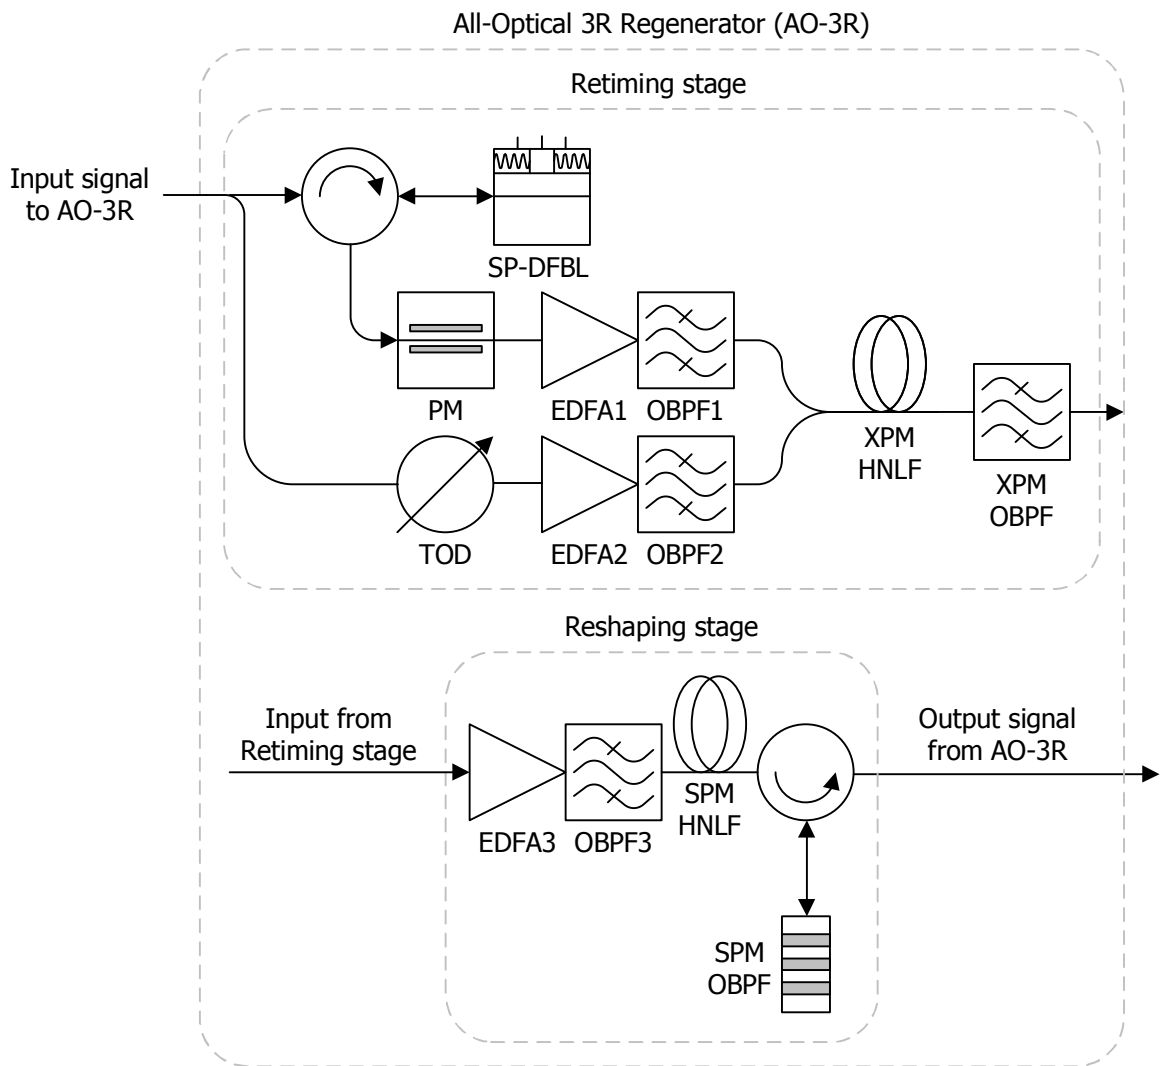 All-Optical 3R Regenerator (AO-3R)
Retiming stage
Input signal
to AO-3R
SP-DFBL
PM
EDFA1
OBPF1
XPM
HNLF
XPM
OBPF
TOD
EDFA2
OBPF2
Reshaping stage
Input from
Retiming stage
EDFA3
OBPF3
SPM
HNLF
Output signal
from AO-3R
SPM
OBPF